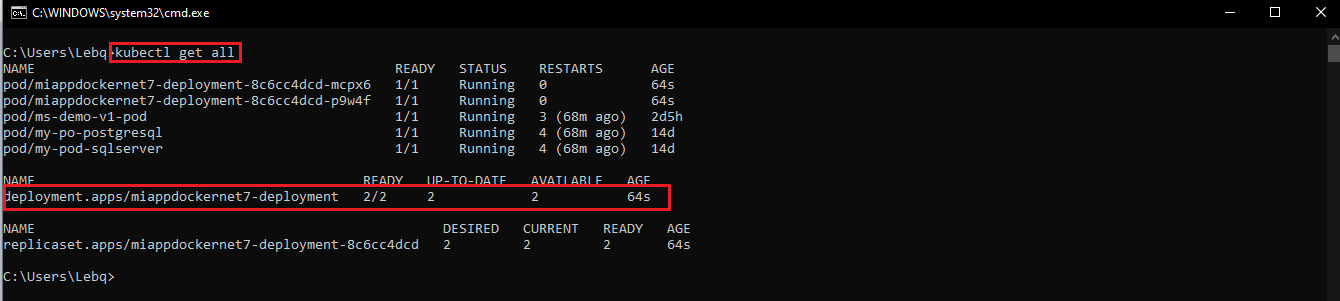 C:\WINDOWS\system32\cmd.exe
C:\Users\Lebq>kubectl get all
NAME READY STATUS RESTARTS AGE
pod/miappdockernet7-deployment-8c6cc4dcd-mcpx6 1/1 Running 0 64s
pod/miappdockernet7-deployment-8c6cc4dcd-p9w4f 1/1 Running 0 64s
pod/ms-demo-v1-pod 1/1 Running 3 (68m ago) 2d5h
pod/my-po-postgresql 1/1 Running 4 (68m ago) 14d
pod/my-pod-sqlserver 1/1 Running 4 (68m ago) 14d
NAME READY UP-TO-DATE AVAILABLE AGE
deployment.apps/miappdockernet7-deployment 2/2 2 2 64s
NAME DESIRED CURRENT READY AGE
replicaset.apps/miappdockernet7-deployment-8c6cc4dcd 2 2 2 64s
C:\Users\Lebq>